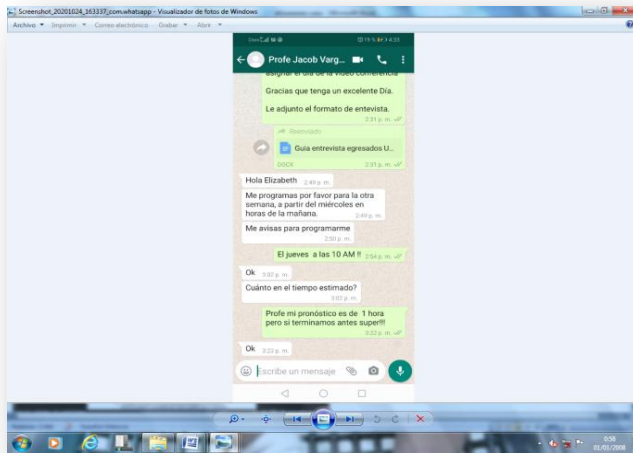 Screenshot_20201024_163337_com.whatsapp - Visualizador de fotos de Windows
Archivo Imprimir Correo electrónico Grabar Abrir
4:33
Profe Jacob Varg...
asignar el día de la video conferencia
Gracias que tenga un excelente Día.
Le adjunto el formato de entevista.
2:31 p. m.
Reenviado
Guia entrevista egresados U...
DOCX 2:31 p. m.
Hola Elizabeth 2:49 p. m.
Me programas por favor para la otra
semana, a partir del miércoles en
horas de la mañana. 2:49 p. m.
Me avisas para programarme
2:50 p. m.
El jueves a las 10 AM !! 2:54 p. m.
Ok 3:02 p. m.
Cuánto en el tiempo estimado?
3:02 p. m.
Profe mi pronóstico es de 1 hora
pero si terminamos antes super!!!
3:22 p. m.
Ok 3:23 p. m.
Escribe un mensaje
0:58
01/01/2008